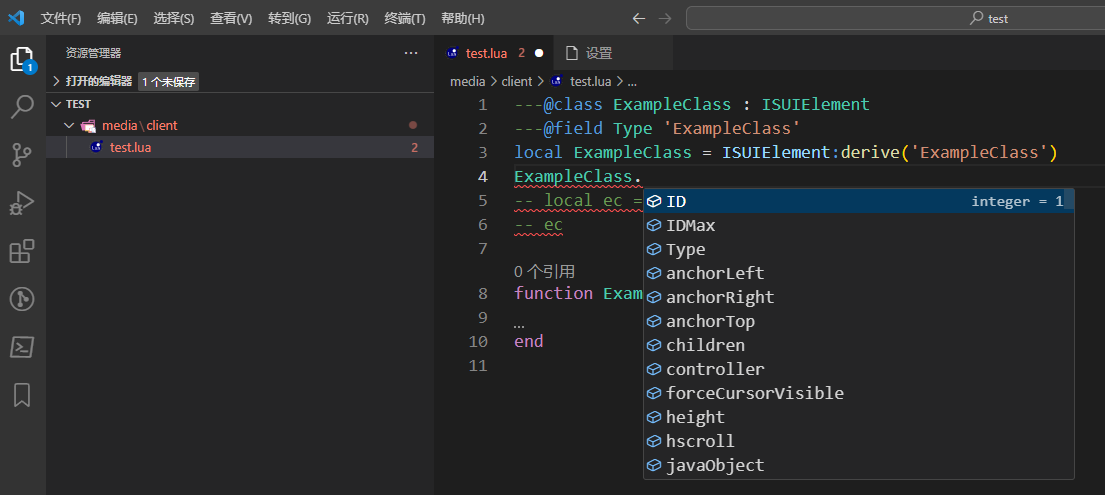 文件(F) 编辑(E) 选择(S) 查看(V) 转到(G) 运行(R) 终端(T) 帮助(H) test
资源管理器
打开的编辑器 1 个未保存
TEST
media\client
test.lua 2
1
test.lua 2 设置
media > client > test.lua > ...
1 ---@class ExampleClass : ISUIElement
2 ---@field Type 'ExampleClass'
3 local ExampleClass = ISUIElement:derive('ExampleClass')
4 ExampleClass.
5 -- local ec =
6 -- ec
7
0 个引用
8 function Exam
9 …
10 end
11
ID integer = 1
IDMax
Type
anchorLeft
anchorRight
anchorTop
children
controller
forceCursorVisible
height
hscroll
javaObject